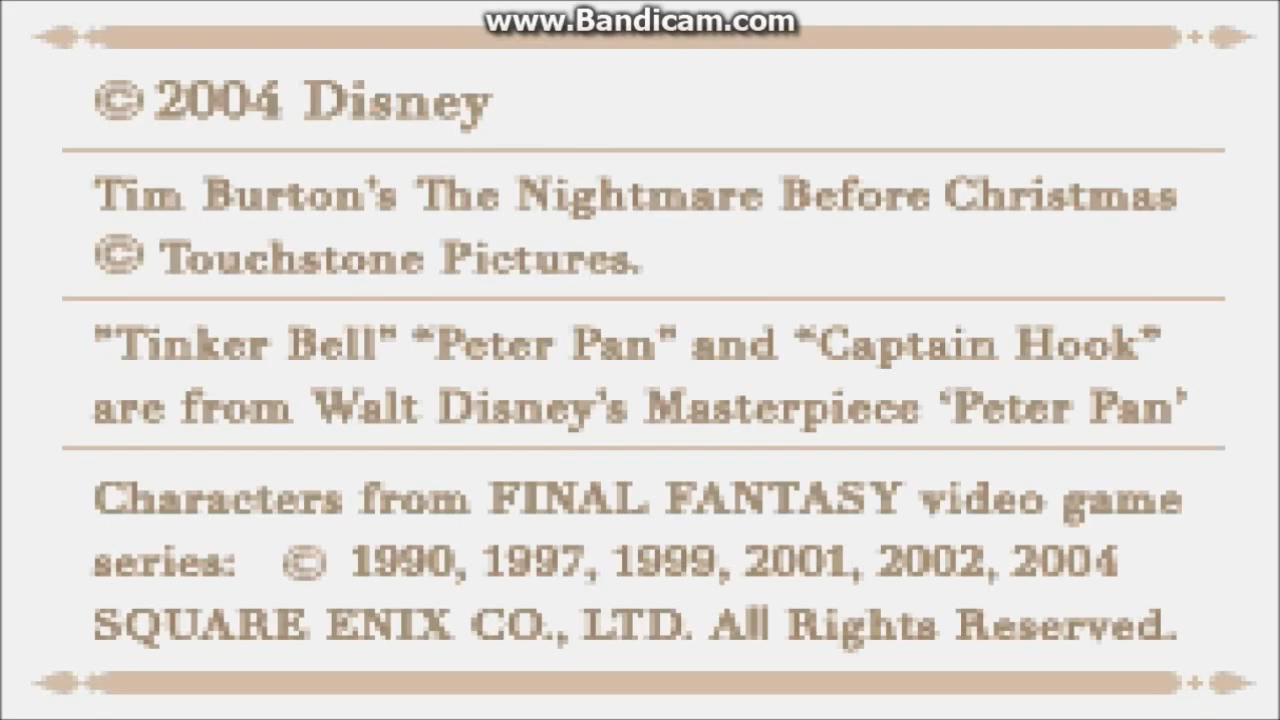 www.Bandicam.com
© 2004 Disney
Tim Burton's The Nightmare Before Christmas
© Touchstone Pictures.
"Tinker Bell" “Peter Pan” and “Captain Hook”
are from Walt Disney's Masterpiece ‘Peter Pan’
Characters from FINAL FANTASY video game
series: © 1990, 1997, 1999, 2001, 2002, 2004
SQUARE ENIX CO., LTD. All Rights Reserved.